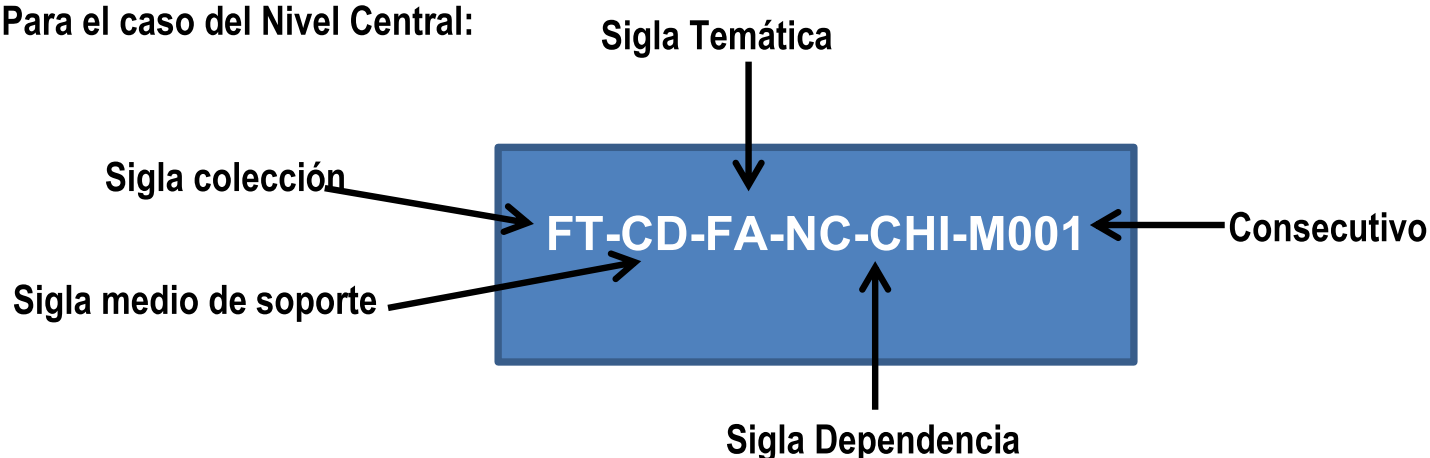 Para el caso del Nivel Central:
Sigla Temática
Sigla colección
FT-CD-FA-NC-CHI-M001
Consecutivo
Sigla medio de soporte
Sigla Dependencia